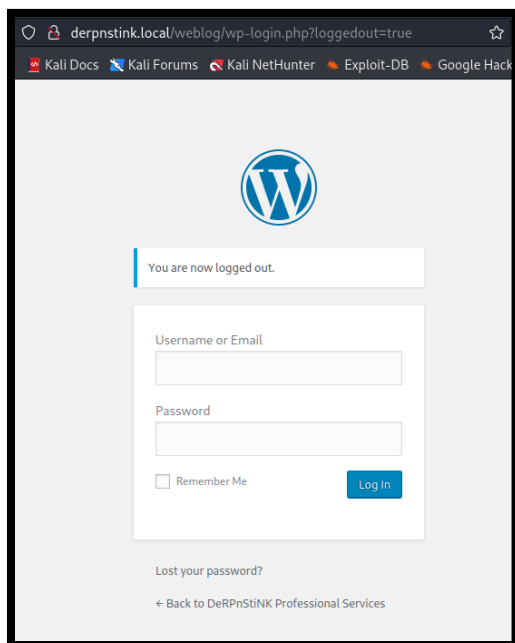 derpnstink.local/weblog/wp-login.php?loggedout=true
Kali Docs Kali Forums Kali NetHunter Exploit-DB Google Hack
You are now logged out.
Username or Email
Password
Remember Me
Log In
Lost your password?
← Back to DeRPnStiNK Professional Services